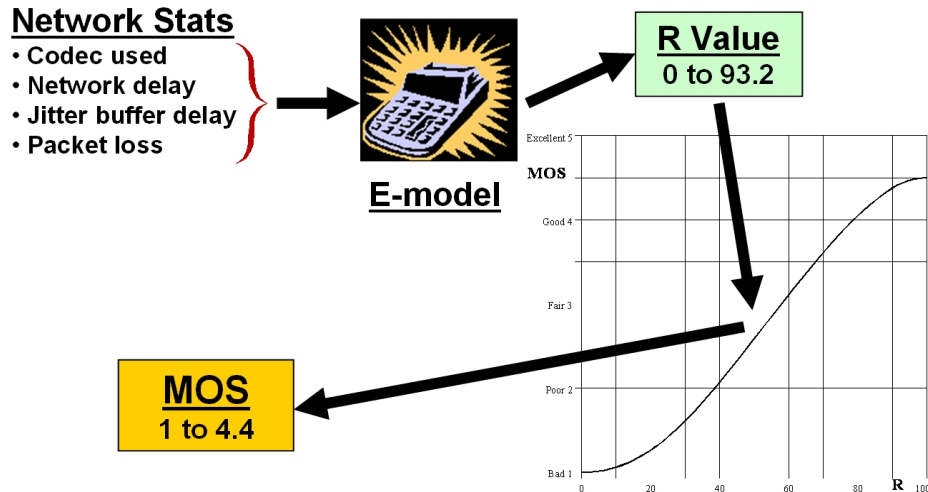 Network Stats
• Codec used
• Network delay
• Jitter buffer delay
• Packet loss
E-model
R Value
0 to 93.2
Excellent 5
MOS
Good 4
Fair 3
Poor 2
Bad 1
0
20
40
60
80
R
100
MOS
1 to 4.4